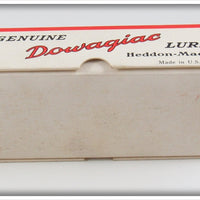 GENUINE
Dowagiac
LUR
Heddon-Ma
Made in U.S.